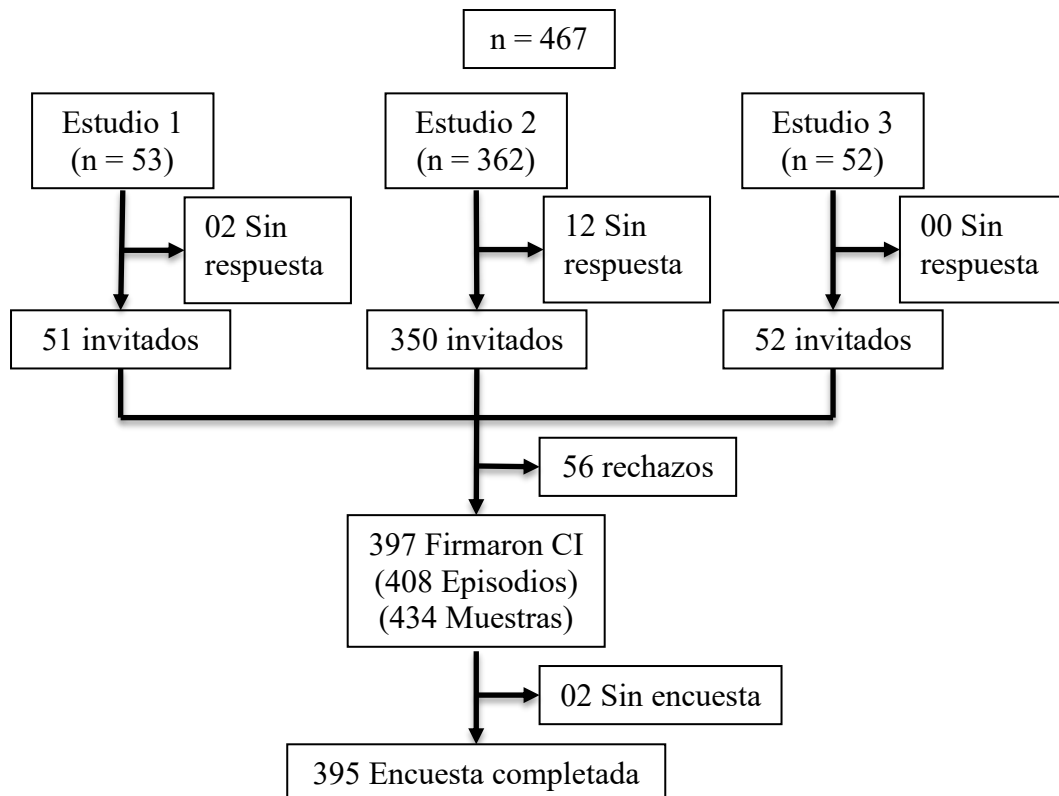 n = 467
Estudio 1
(n = 53)
Estudio 2
(n = 362)
Estudio 3
(n = 52)
02 Sin
respuesta
12 Sin
respuesta
00 Sin
respuesta
51 invitados
350 invitados
52 invitados
56 rechazos
397 Firmaron CI
(408 Episodios)
(434 Muestras)
02 Sin encuesta
395 Encuesta completada